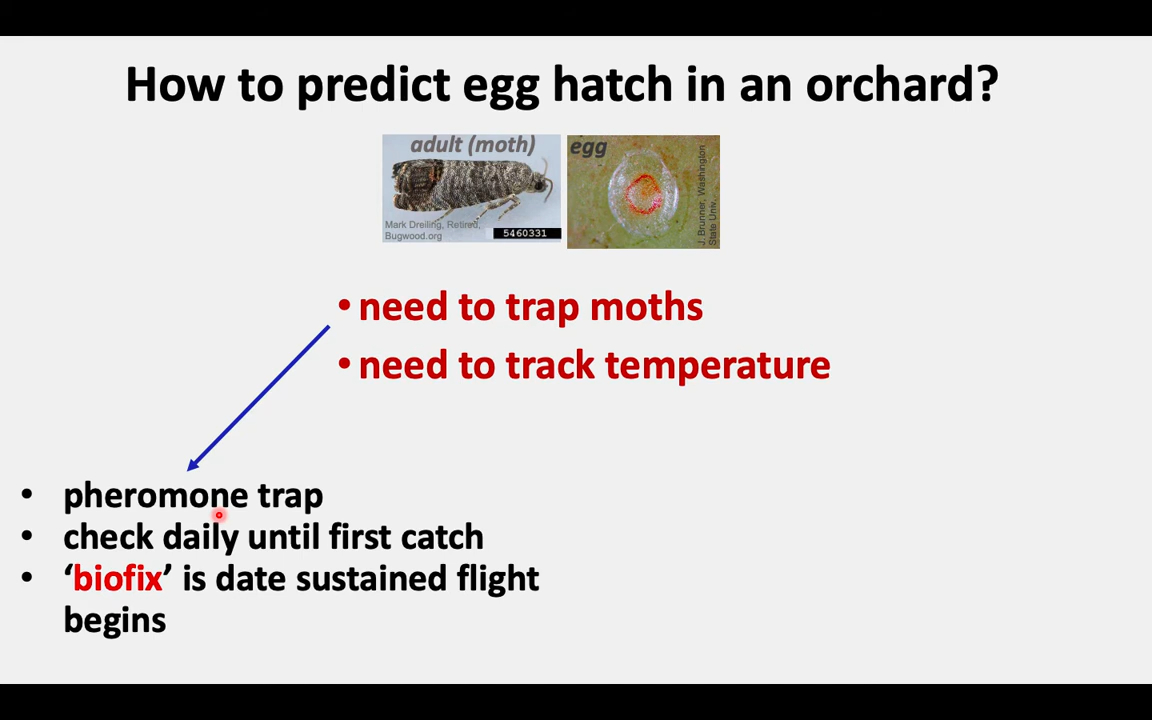 How to predict egg hatch in an orchard?
adult (moth)
Mark Dreiling, Retired,
Bugwood.org
5460331
egg
J. Brunner, Washington
State Univ.
• need to trap moths
• need to track temperature
• pheromone trap
• check daily until first catch
• ‘biofix’ is date sustained flight
begins